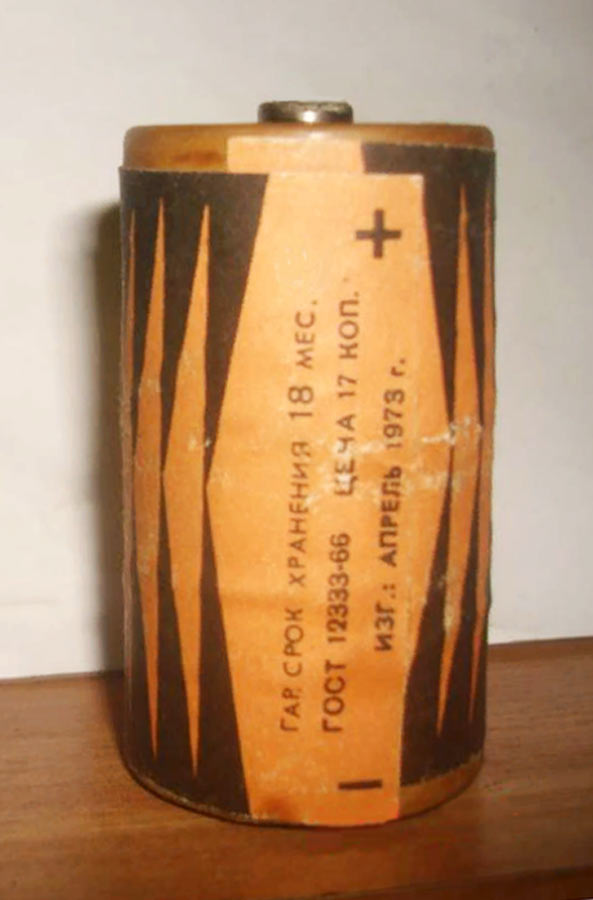 +
ГАР. СРОК ХРАНЕНИЯ 18 МЕС.
ГОСТ 12333-66 ЦЕНА 17 КОП.
ИЗГ.: АПРЕЛЬ 1973 г.
−